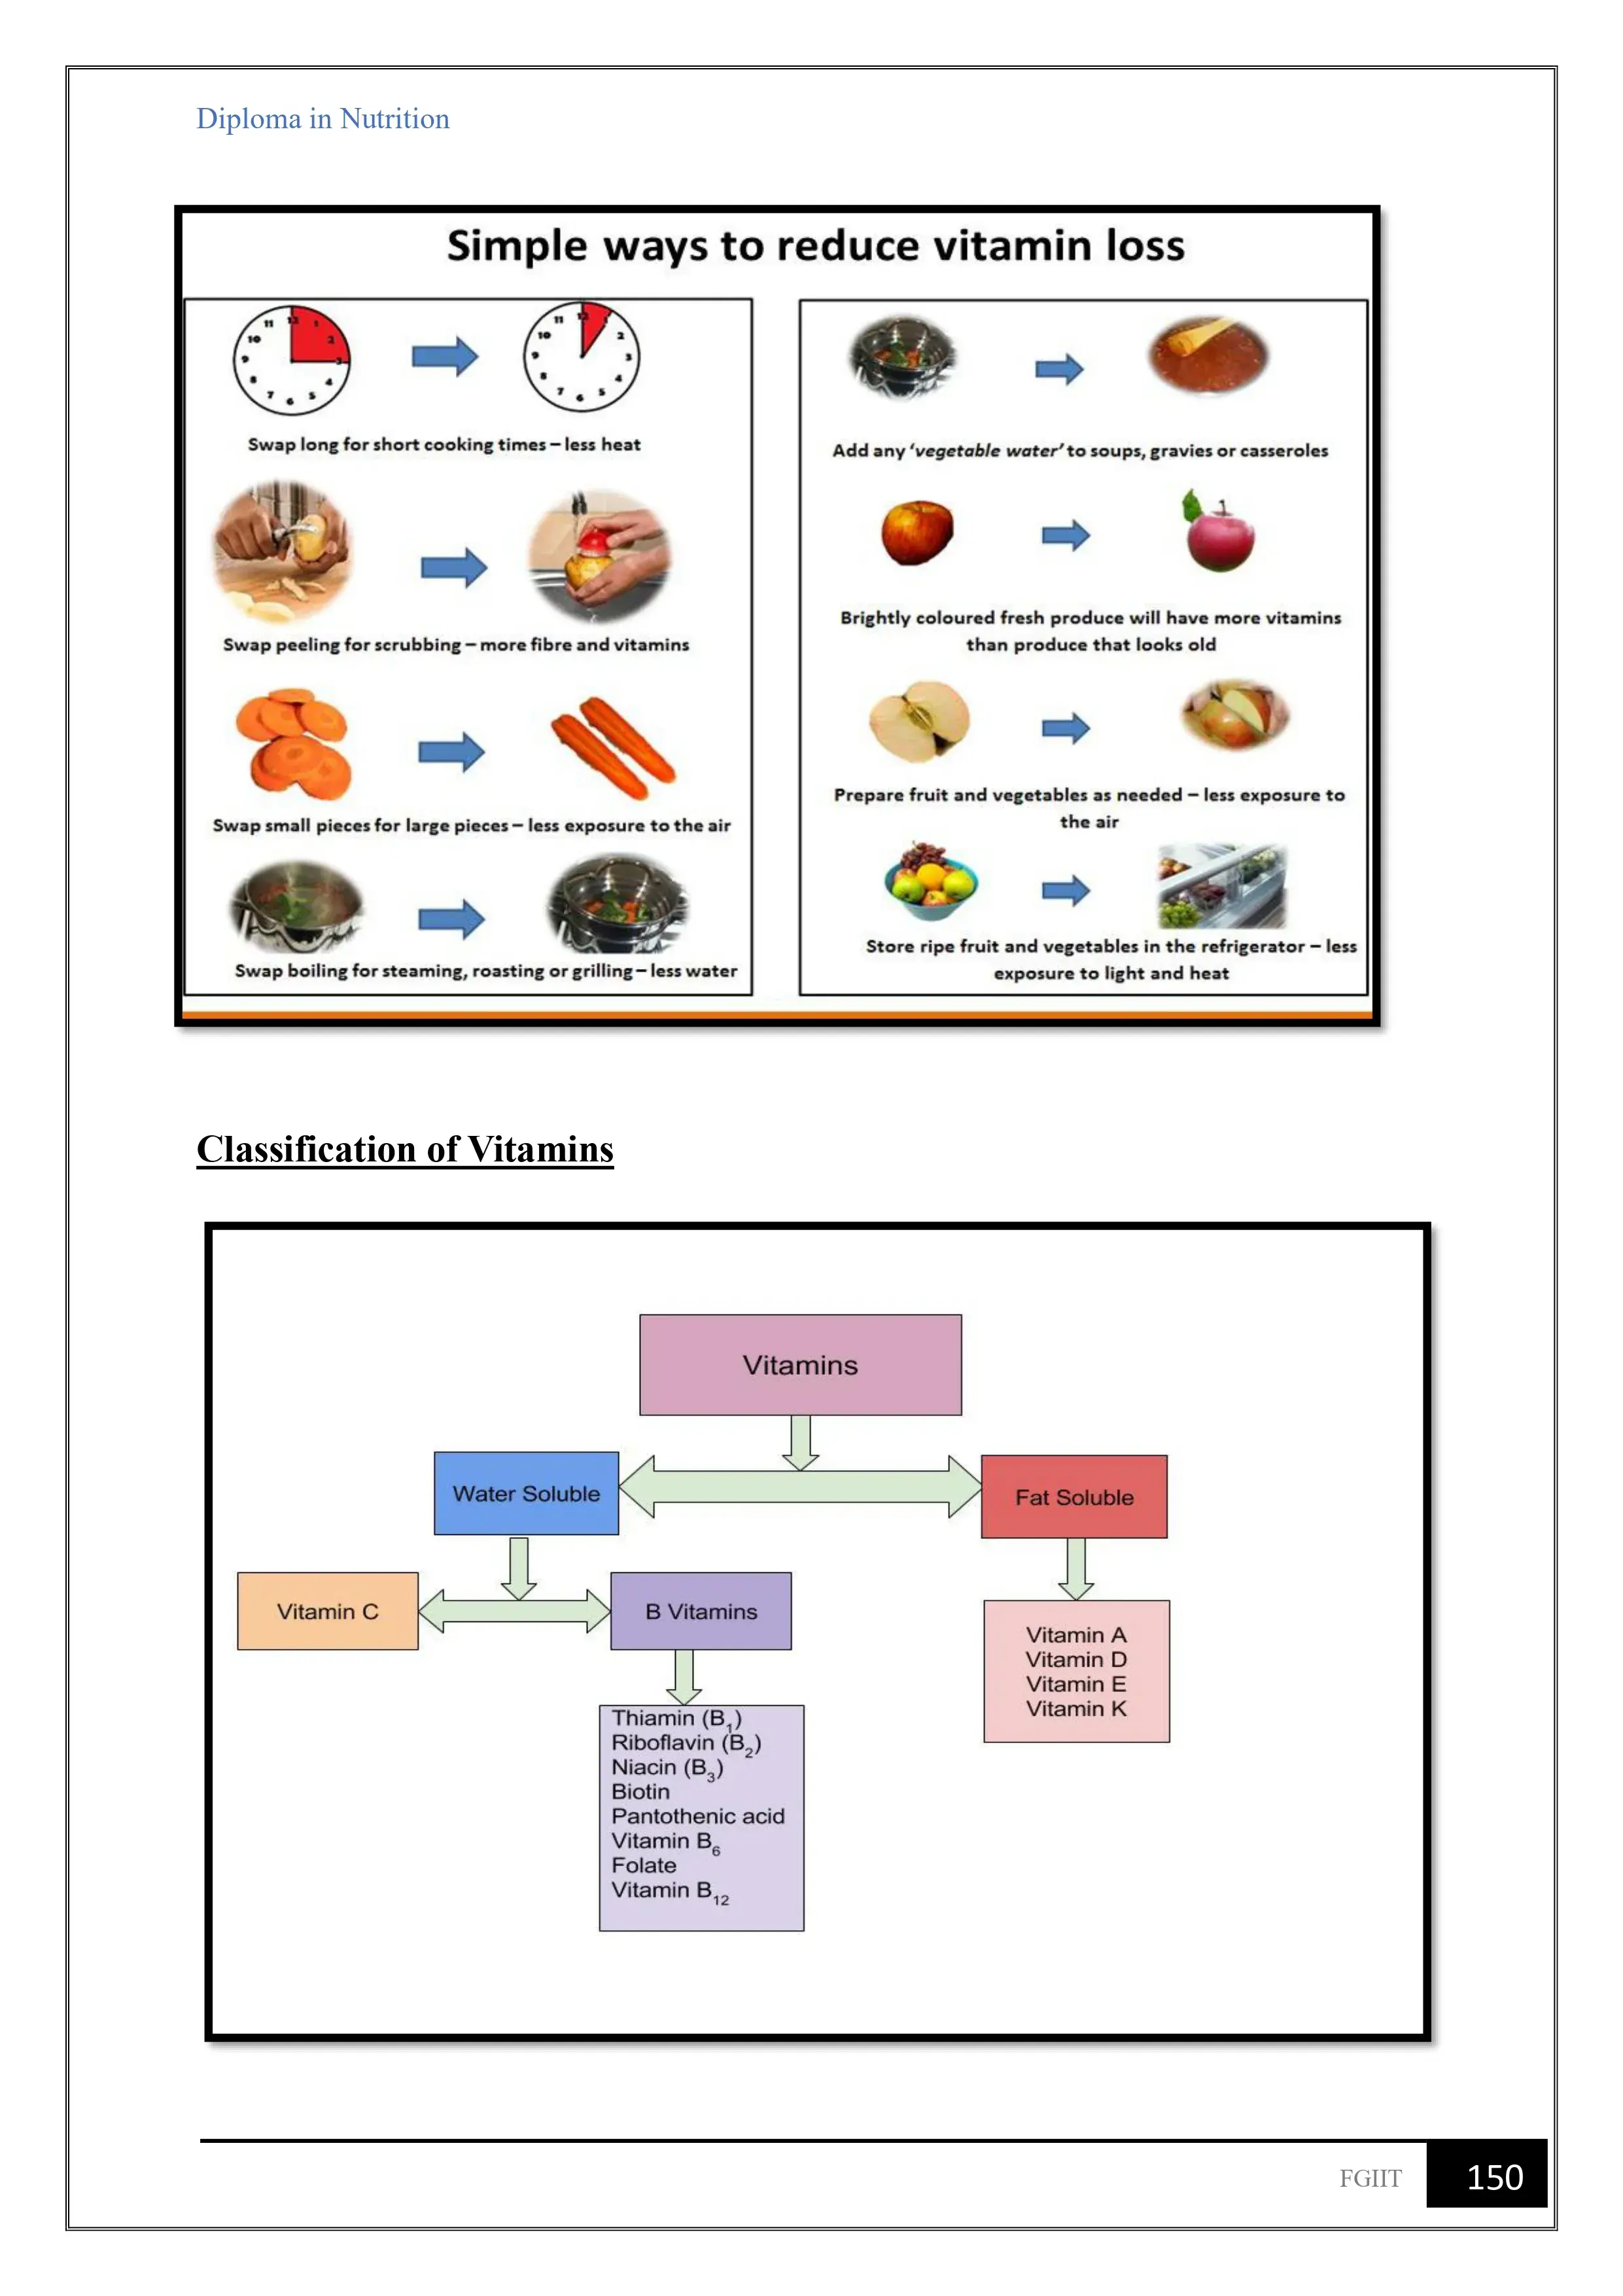 Diploma in Nutrition
Simple ways to reduce vitamin loss
Swap long for short cooking times – less heat
Swap peeling for scrubbing – more fibre and vitamins
Swap small pieces for large pieces – less exposure to the air
Swap boiling for steaming, roasting or grilling – less water
Add any ‘vegetable water’ to soups, gravies or casseroles
Brightly coloured fresh produce will have more vitamins
than produce that looks old
Prepare fruit and vegetables as needed – less exposure to
the air
Store ripe fruit and vegetables in the refrigerator – less
exposure to light and heat
Classification of Vitamins
Vitamins
Water Soluble
Fat Soluble
Vitamin C
B Vitamins
Vitamin A
Vitamin D
Vitamin E
Vitamin K
Thiamin (B₁)
Riboflavin (B₂)
Niacin (B₃)
Biotin
Pantothenic acid
Vitamin B₆
Folate
Vitamin B₁₂
FGIIT 150